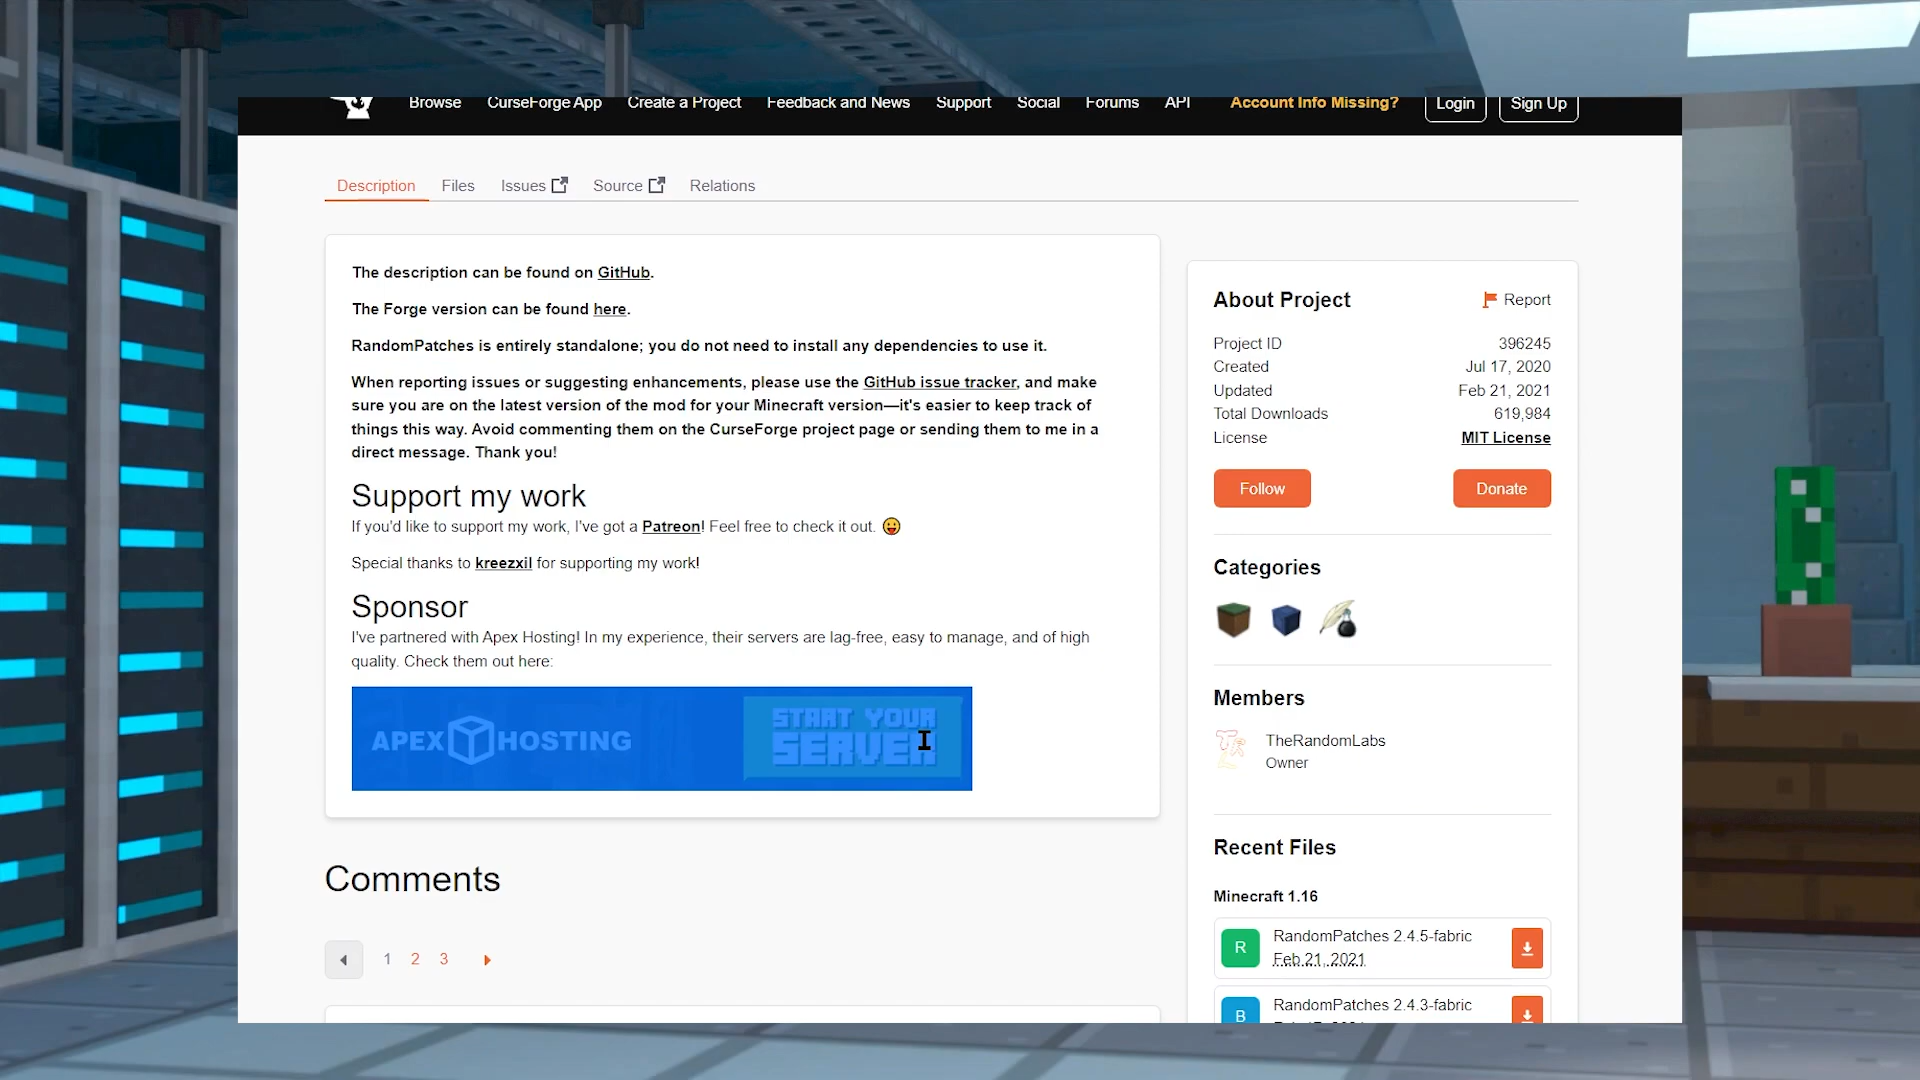 Browse CurseForge App Create a Project Feedback and News Support Social Forums API Account Info Missing? Login Sign Up
Description Files Issues Source Relations
The description can be found on GitHub.
The Forge version can be found here.
RandomPatches is entirely standalone; you do not need to install any dependencies to use it.
When reporting issues or suggesting enhancements, please use the GitHub issue tracker, and make
sure you are on the latest version of the mod for your Minecraft version—it's easier to keep track of
things this way. Avoid commenting them on the CurseForge project page or sending them to me in a
direct message. Thank you!
Support my work
If you'd like to support my work, I've got a Patreon! Feel free to check it out. 😛
Special thanks to kreezxil for supporting my work!
Sponsor
I've partnered with Apex Hosting! In my experience, their servers are lag-free, easy to manage, and of high
quality. Check them out here:
APEX HOSTING
START YOUR
SERVER
Comments
1 2 3
About Project Report
Project ID 396245
Created Jul 17, 2020
Updated Feb 21, 2021
Total Downloads 619,984
License MIT License
Follow Donate
Categories
Members
TheRandomLabs
Owner
Recent Files
Minecraft 1.16
R RandomPatches 2.4.5-fabric
Feb 21, 2021
B RandomPatches 2.4.3-fabric